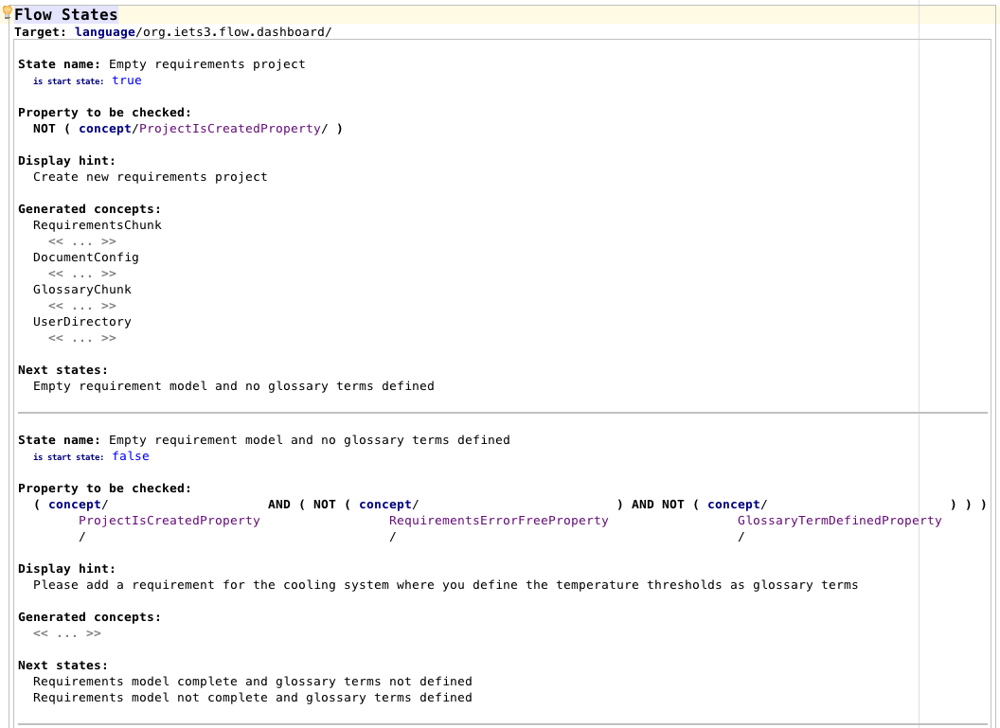 Flow States
Target: language/org.iets3.flow.dashboard/
State name: Empty requirements project
is start state: true
Property to be checked:
NOT ( concept/ProjectIsCreatedProperty/ )
Display hint:
Create new requirements project
Generated concepts:
RequirementsChunk
<< ... >>
DocumentConfig
<< ... >>
GlossaryChunk
<< ... >>
UserDirectory
<< ... >>
Next states:
Empty requirement model and no glossary terms defined
State name: Empty requirement model and no glossary terms defined
is start state: false
Property to be checked:
( concept/ AND ( NOT ( concept/ ) AND NOT ( concept/ ) ) )
ProjectIsCreatedProperty RequirementsErrorFreeProperty GlossaryTermDefinedProperty
/ / /
Display hint:
Please add a requirement for the cooling system where you define the temperature thresholds as glossary terms
Generated concepts:
<< ... >>
Next states:
Requirements model complete and glossary terms not defined
Requirements model not complete and glossary terms defined